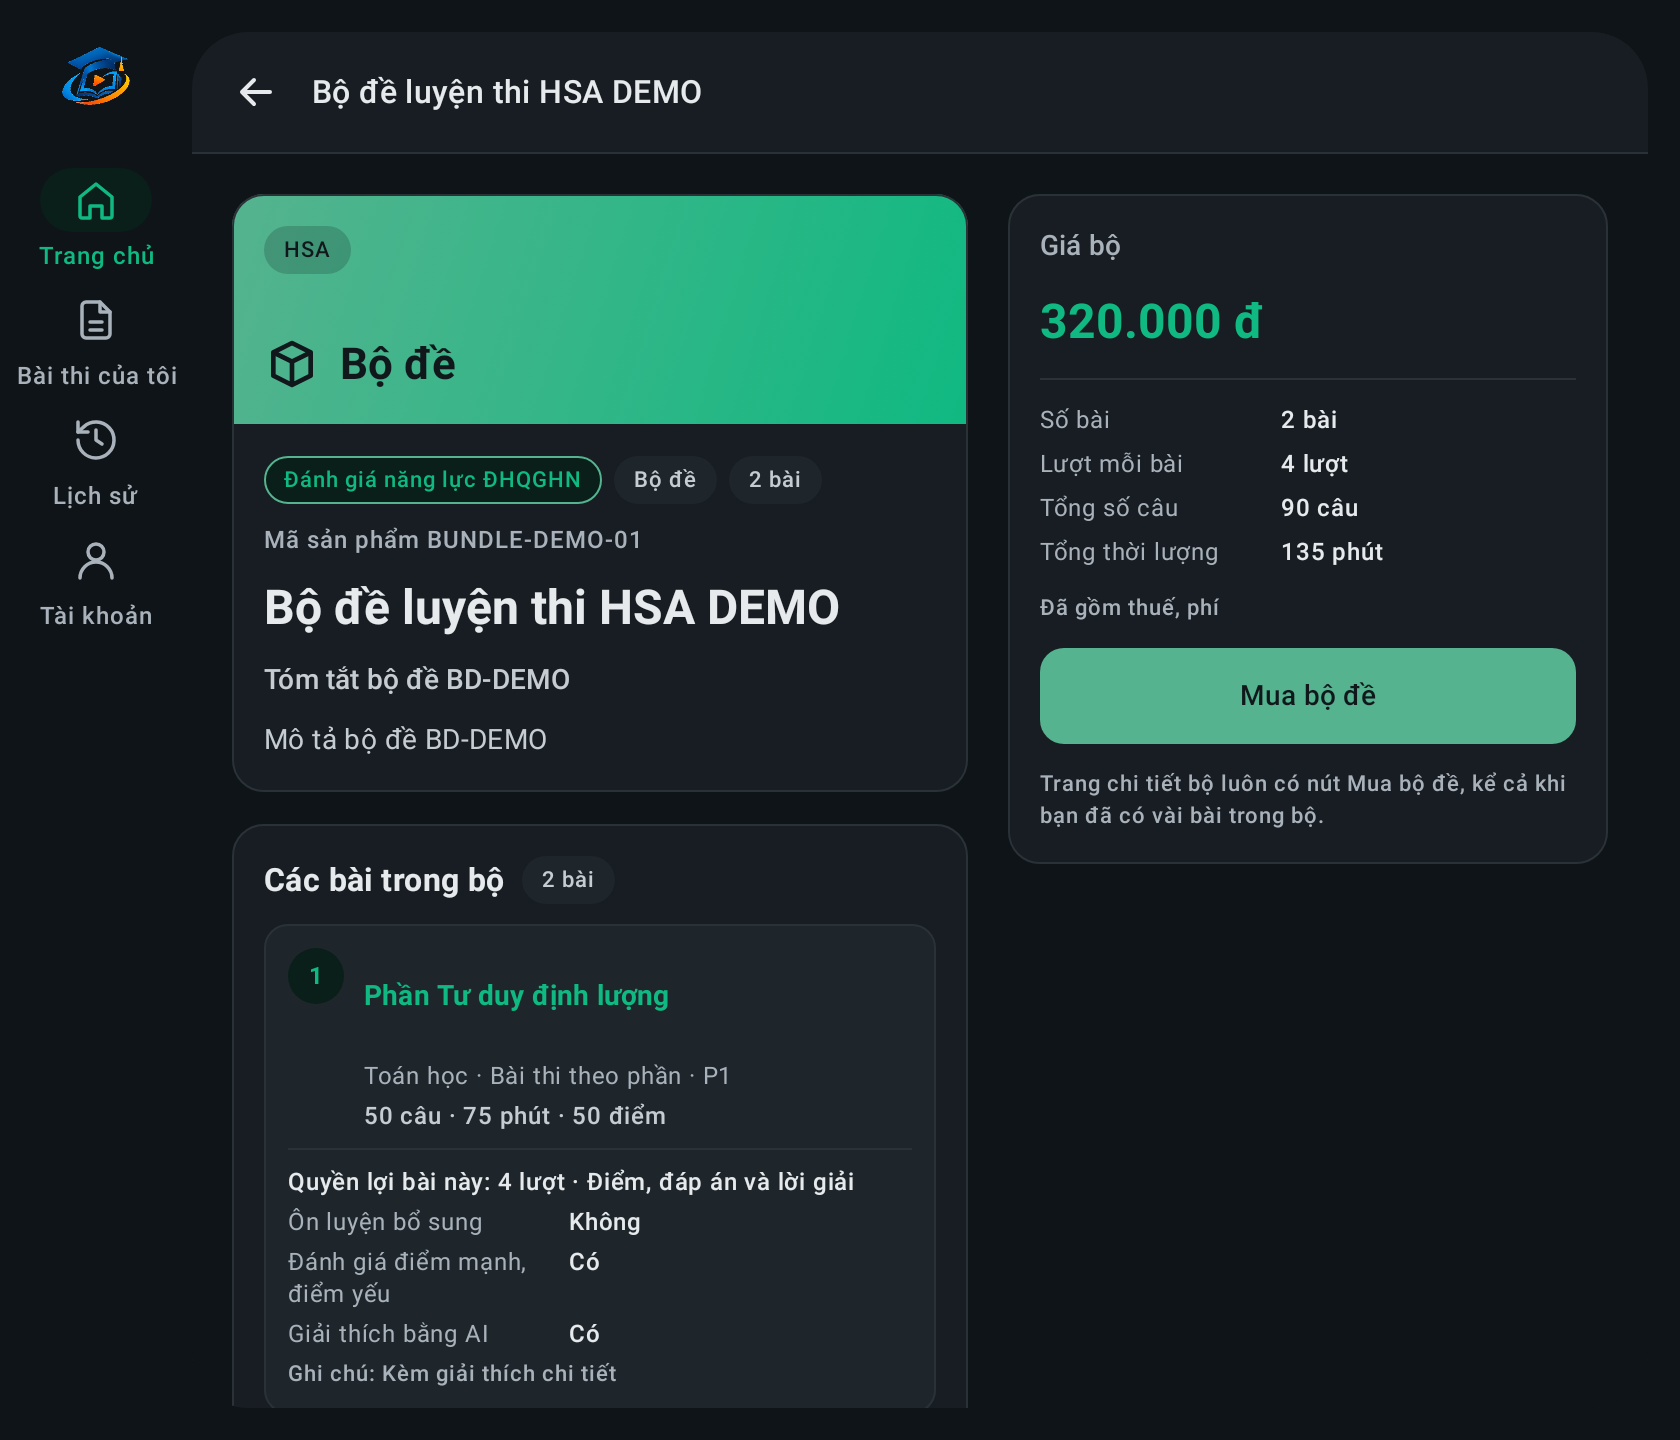 Bộ đề luyện thi HSA DEMO
Trang chủ
Bài thi của tôi
Lịch sử
Tài khoản
HSA
Bộ đề
Đánh giá năng lực ĐHQGHN
Bộ đề
2 bài
Mã sản phẩm BUNDLE-DEMO-01
Bộ đề luyện thi HSA DEMO
Tóm tắt bộ đề BD-DEMO
Mô tả bộ đề BD-DEMO
Các bài trong bộ
2 bài
1
Phần Tư duy định lượng
Toán học · Bài thi theo phần · P1
50 câu · 75 phút · 50 điểm
Quyền lợi bài này: 4 lượt · Điểm, đáp án và lời giải
Ôn luyện bổ sung Không
Đánh giá điểm mạnh, Có
điểm yếu
Giải thích bằng AI Có
Ghi chú: Kèm giải thích chi tiết
Giá bộ
320.000 đ
Số bài 2 bài
Lượt mỗi bài 4 lượt
Tổng số câu 90 câu
Tổng thời lượng 135 phút
Đã gồm thuế, phí
Mua bộ đề
Trang chi tiết bộ luôn có nút Mua bộ đề, kể cả khi
bạn đã có vài bài trong bộ.